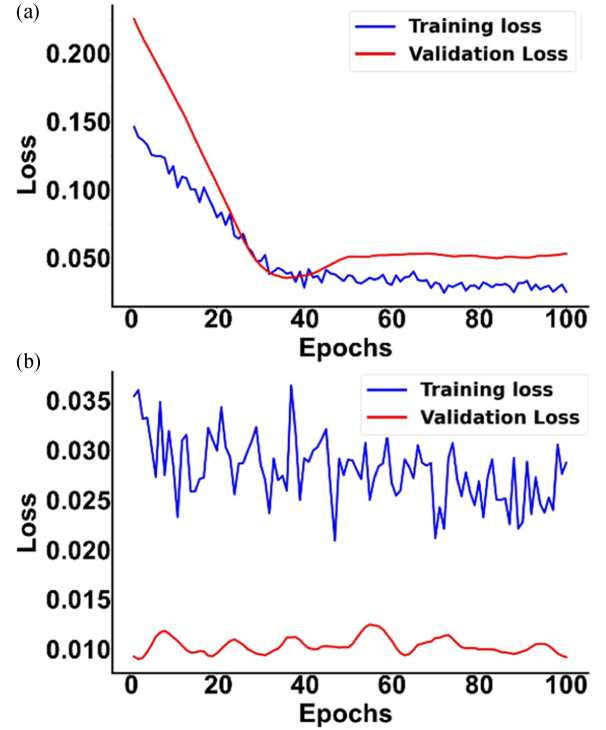 (a)
Training loss
Validation Loss
0.200
0.150
0.100
0.050
Loss
0 20 40 60 80 100
Epochs
(b)
Training loss
Validation Loss
0.035
0.030
0.025
0.020
0.015
0.010
Loss
0 20 40 60 80 100
Epochs